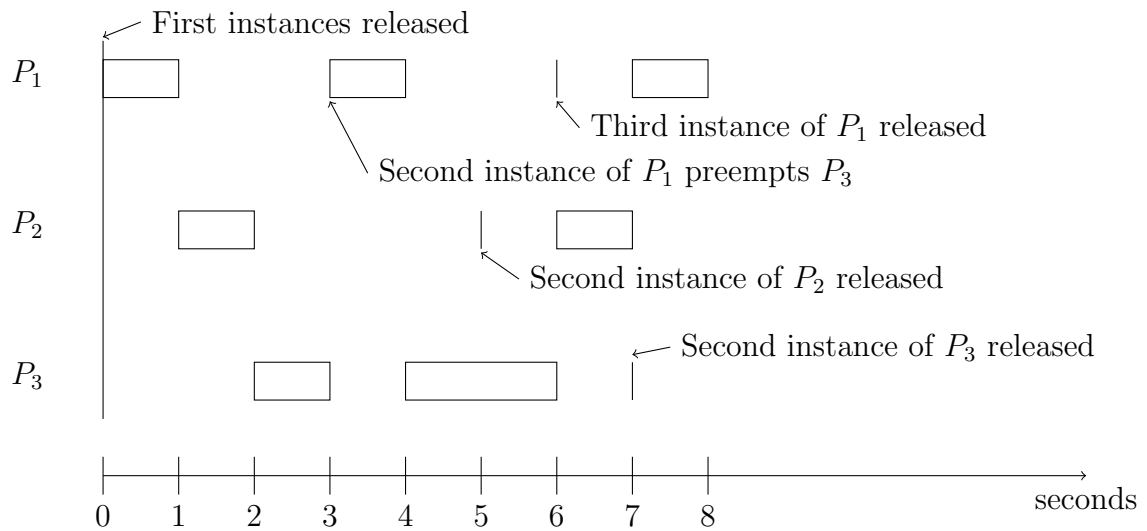 First instances released
P1
Third instance of P1 released
Second instance of P1 preempts P3
P2
Second instance of P2 released
Second instance of P3 released
P3
0 1 2 3 4 5 6 7 8
seconds